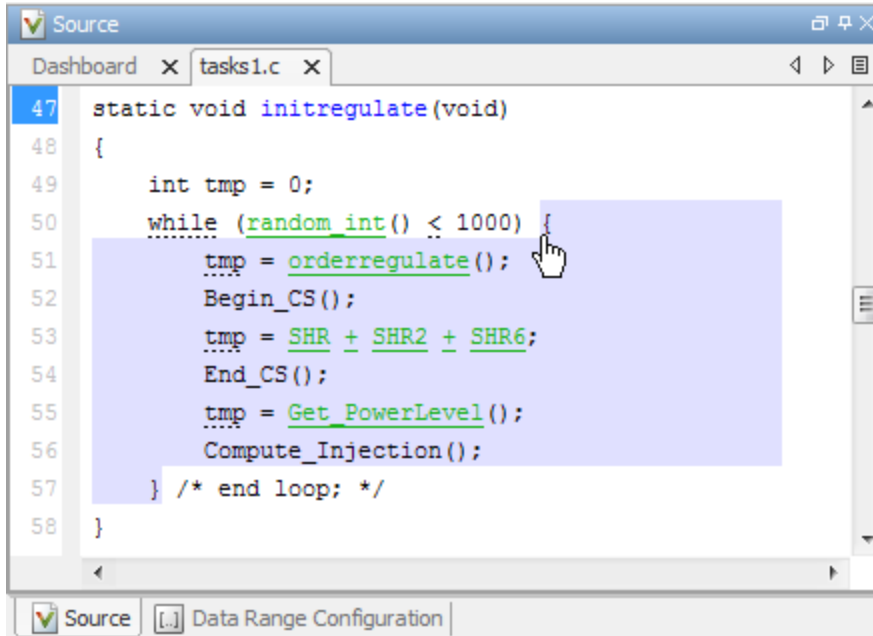 Source
Dashboard tasks1.c
47 static void initregulate(void)
48 {
49 int tmp = 0;
50 while (random_int() < 1000) {
51 tmp = orderregulate();
52 Begin_CS();
53 tmp = SHR + SHR2 + SHR6;
54 End_CS();
55 tmp = Get_PowerLevel();
56 Compute_Injection();
57 } /* end loop; */
58 }
Source [..] Data Range Configuration